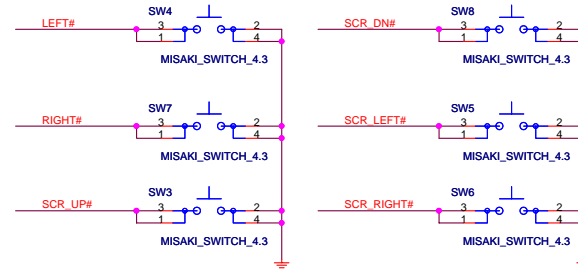 SW4
LEFT# 3 2
1 4
MISAKI_SWITCH_4.3
SW8
SCR_DN# 3 2
1 4
MISAKI_SWITCH_4.3
SW7
RIGHT# 3 2
1 4
MISAKI_SWITCH_4.3
SW5
SCR_LEFT# 3 2
1 4
MISAKI_SWITCH_4.3
SW3
SCR_UP# 3 2
1 4
MISAKI_SWITCH_4.3
SW6
SCR_RIGHT# 3 2
1 4
MISAKI_SWITCH_4.3